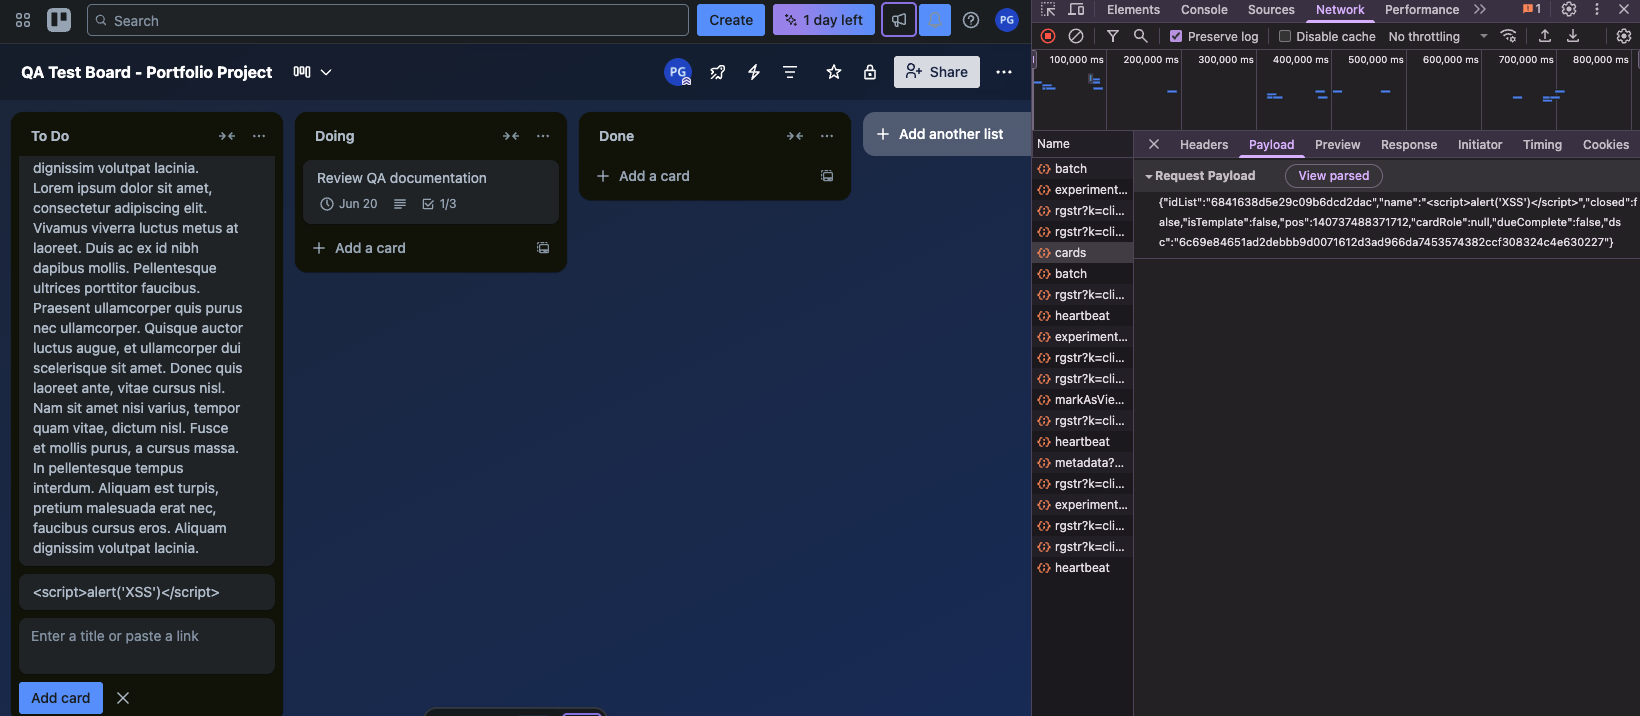 Search
Create
1 day left
PG
QA Test Board - Portfolio Project
PG
Share
To Do
dignissim volutpat lacinia.
Lorem ipsum dolor sit amet,
consectetur adipiscing elit.
Vivamus viverra luctus metus at
laoreet. Duis ac ex id nibh
dapibus mollis. Pellentesque
ultrices porttitor faucibus.
Praesent ullamcorper quis purus
nec ullamcorper. Quisque auctor
luctus augue, et ullamcorper dui
scelerisque sit amet. Donec quis
laoreet ante, vitae cursus nisl.
Nam sit amet nisi varius, tempor
quam vitae, dictum nisl. Fusce
et mollis purus, a cursus massa.
In pellentesque tempus
interdum. Aliquam est turpis,
pretium malesuada erat nec,
faucibus cursus eros. Aliquam
dignissim volutpat lacinia.
<script>alert('XSS')</script>
Enter a title or paste a link
Add card
Doing
Review QA documentation
Jun 20
1/3
Add a card
Done
Add a card
Add another list
Elements
Console
Sources
Network
Performance
1
Preserve log
Disable cache
No throttling
100,000 ms
200,000 ms
300,000 ms
400,000 ms
500,000 ms
600,000 ms
700,000 ms
800,000 ms
Name
batch
experiment...
rgstr?k=cli...
rgstr?k=cli...
cards
batch
rgstr?k=cli...
heartbeat
experiment...
rgstr?k=cli...
rgstr?k=cli...
markAsVie...
rgstr?k=cli...
heartbeat
metadata?...
rgstr?k=cli...
experiment...
rgstr?k=cli...
rgstr?k=cli...
heartbeat
Headers
Payload
Preview
Response
Initiator
Timing
Cookies
Request Payload
View parsed
{"idList":"6841638d5e29c09b6dcd2dac","name":"<script>alert('XSS')</script>","closed":f
alse,"isTemplate":false,"pos":140737488371712,"cardRole":null,"dueComplete":false,"ds
c":"6c69e84651ad2debbb9d0071612d3ad966da7453574382ccf308324c4e630227"}